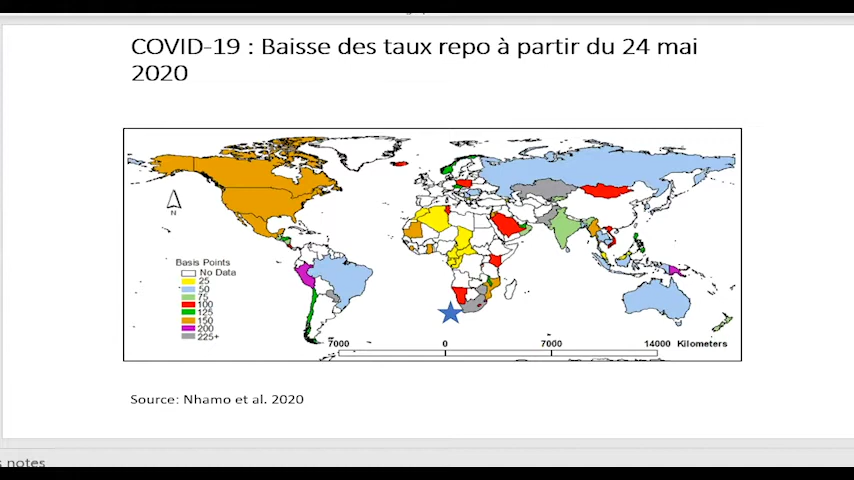 COVID-19 : Baisse des taux repo à partir du 24 mai
2020
N
Basis Points
No Data
25
50
75
100
125
150
200
225+
7000
0
7000
14000
Kilometers
Source: Nhamo et al. 2020
notes